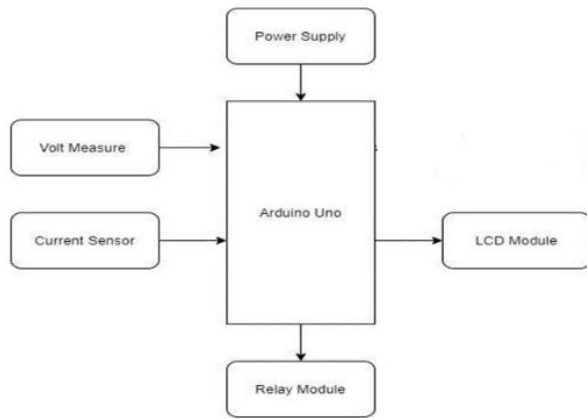 Power Supply
Volt Measure
Arduino Uno
Current Sensor
LCD Module
Relay Module